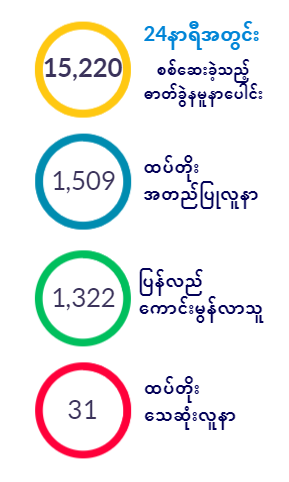 24နာရီအတွင်း
15,220
စစ်ဆေးခဲ့သည့်
ဓာတ်ခွဲနမူနာပေါင်း
1,509
ထပ်တိုး
အတည်ပြုလူနာ
1,322
ပြန်လည်
ကောင်းမွန်လာသူ
31
ထပ်တိုး
သေဆုံးလူနာ